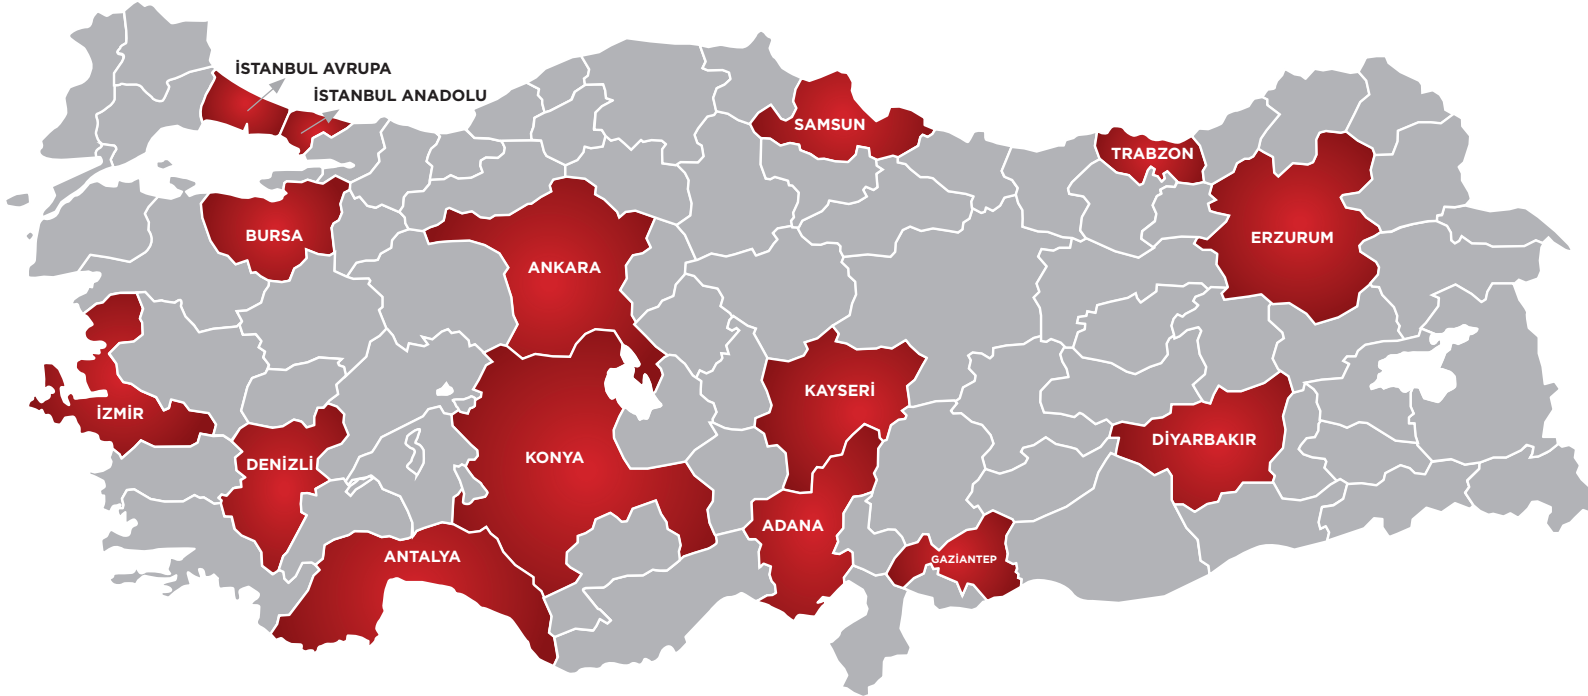 İSTANBUL AVRUPA
İSTANBUL ANADOLU
SAMSUN
TRABZON
BURSA
ERZURUM
ANKARA
KAYSERİ
İZMİR
DİYARBAKIR
KONYA
DENİZLİ
ADANA
ANTALYA
GAZİANTEP